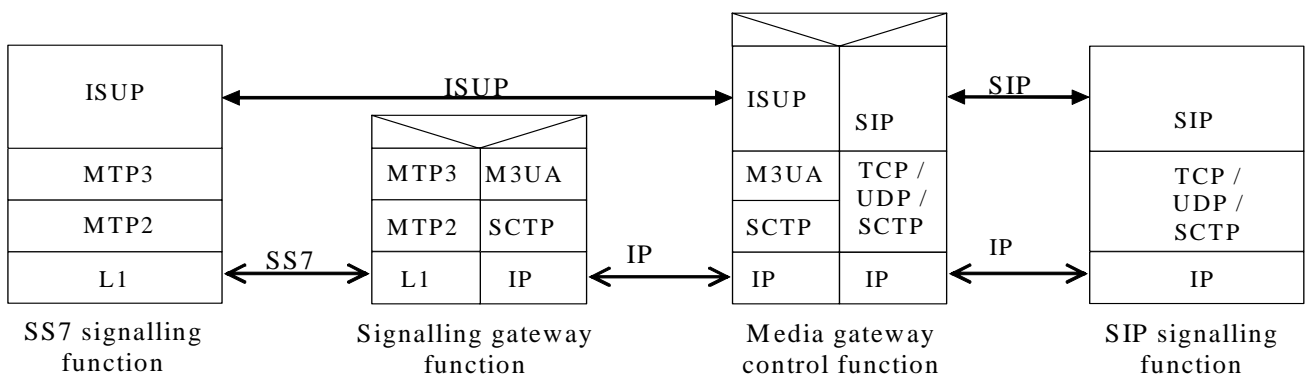 ISUP
MTP3
MTP2
L1
SS7 signalling
function
ISUP
SS7
MTP3 M3UA
MTP2 SCTP
L1 IP
Signalling gateway
function
IP
ISUP
M3UA
SCTP
IP
SIP
TCP /
UDP /
SCTP
IP
Media gateway
control function
SIP
IP
SIP
TCP /
UDP /
SCTP
IP
SIP signalling
function